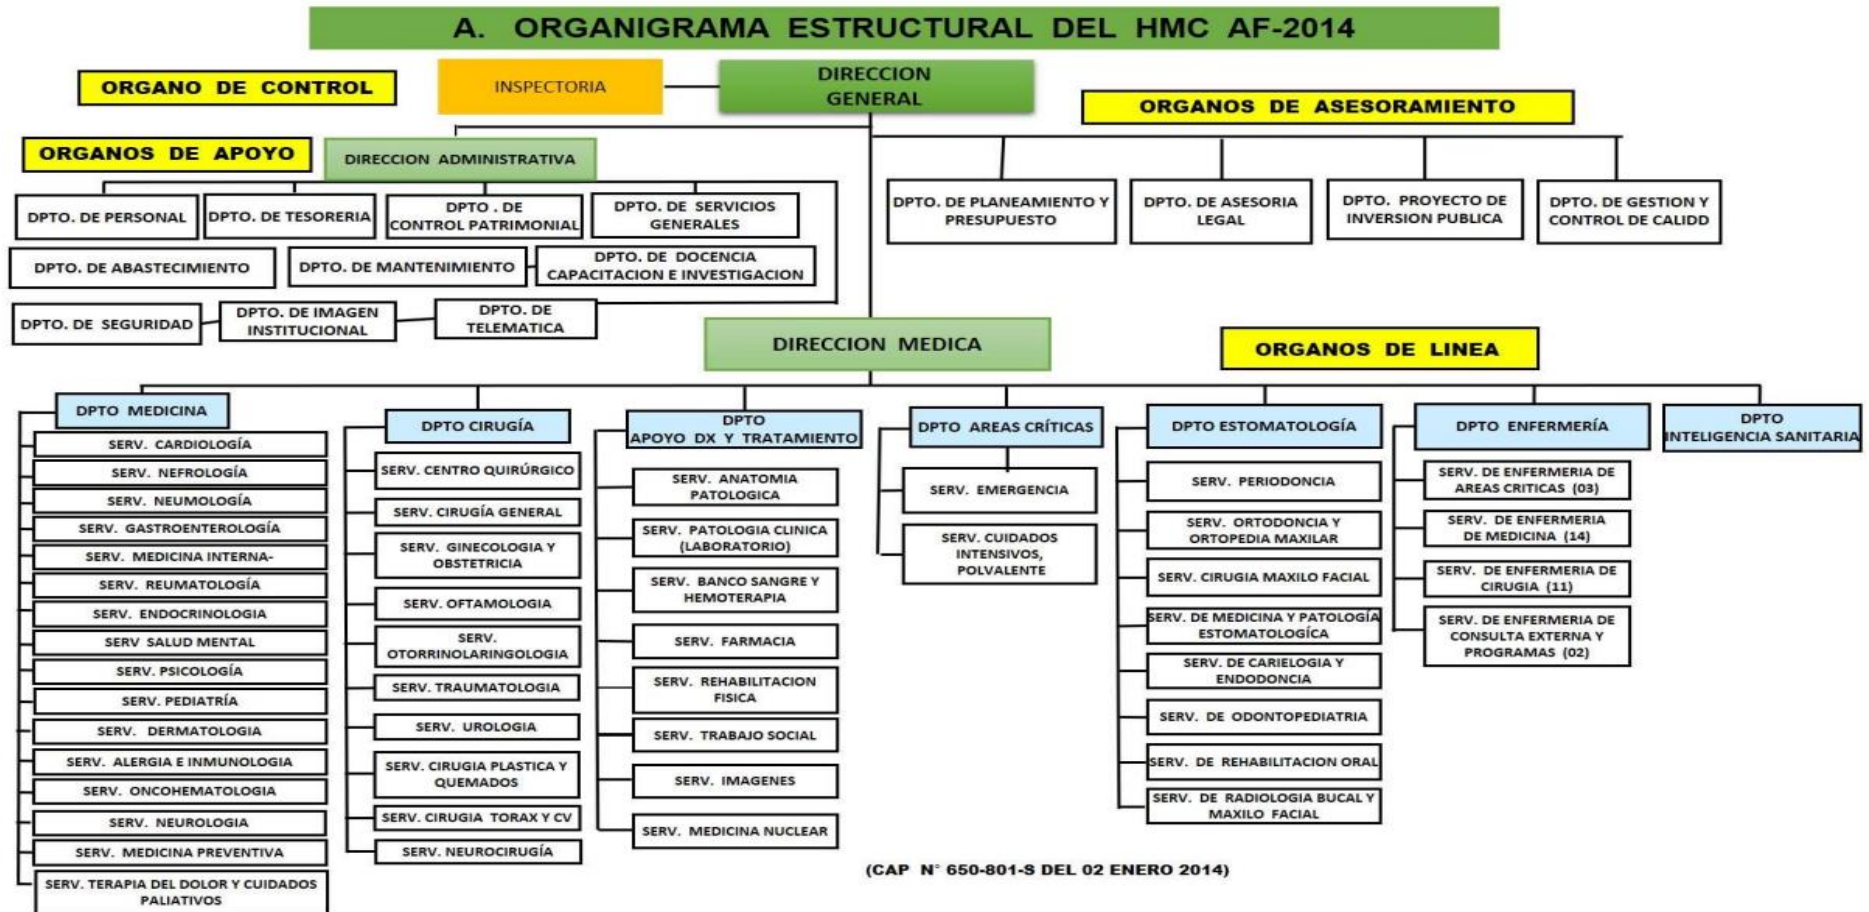 A. ORGANIGRAMA ESTRUCTURAL DEL HMC AF-2014
ORGANO DE CONTROL
INSPECTORIA
DIRECCION
GENERAL
ORGANOS DE ASESORAMIENTO
ORGANOS DE APOYO
DIRECCION ADMINISTRATIVA
DPTO. DE PERSONAL
DPTO. DE TESORERIA
DPTO . DE
CONTROL PATRIMONIAL
DPTO. DE SERVICIOS
GENERALES
DPTO. DE PLANEAMIENTO Y
PRESUPUESTO
DPTO. DE ASESORIA
LEGAL
DPTO. PROYECTO DE
INVERSION PUBLICA
DPTO. DE GESTION Y
CONTROL DE CALIDD
DPTO. DE ABASTECIMIENTO
DPTO. DE MANTENIMIENTO
DPTO. DE DOCENCIA
CAPACITACION E INVESTIGACION
DPTO. DE SEGURIDAD
DPTO. DE IMAGEN
INSTITUCIONAL
DPTO. DE
TELEMATICA
DIRECCION MEDICA
ORGANOS DE LINEA
DPTO MEDICINA
SERV. CARDIOLOGÍA
SERV. NEFROLOGÍA
SERV. NEUMOLOGÍA
SERV. GASTROENTEROLOGÍA
SERV. MEDICINA INTERNA-
SERV. REUMATOLOGÍA
SERV. ENDOCRINOLOGIA
SERV SALUD MENTAL
SERV. PSICOLOGÍA
SERV. PEDIATRÍA
SERV. DERMATOLOGIA
SERV. ALERGIA E INMUNOLOGIA
SERV. ONCOHEMATOLOGIA
SERV. NEUROLOGIA
SERV. MEDICINA PREVENTIVA
SERV. TERAPIA DEL DOLOR Y CUIDADOS
PALIATIVOS
DPTO CIRUGÍA
SERV. CENTRO QUIRÚRGICO
SERV. CIRUGÍA GENERAL
SERV. GINECOLOGIA Y
OBSTETRICIA
SERV. OFTAMOLOGIA
SERV.
OTORRINOLARINGOLOGIA
SERV. TRAUMATOLOGIA
SERV. UROLOGIA
SERV. CIRUGIA PLASTICA Y
QUEMADOS
SERV. CIRUGIA TORAX Y CV
SERV. NEUROCIRUGÍA
DPTO
APOYO DX Y TRATAMIENTO
SERV. ANATOMIA
PATOLOGICA
SERV. PATOLOGIA CLINICA
(LABORATORIO)
SERV. BANCO SANGRE Y
HEMOTERAPIA
SERV. FARMACIA
SERV. REHABILITACION
FISICA
SERV. TRABAJO SOCIAL
SERV. IMAGENES
SERV. MEDICINA NUCLEAR
DPTO AREAS CRÍTICAS
SERV. EMERGENCIA
SERV. CUIDADOS
INTENSIVOS,
POLVALENTE
DPTO ESTOMATOLOGÍA
SERV. PERIODONCIA
SERV. ORTODONCIA Y
ORTOPEDIA MAXILAR
SERV. CIRUGIA MAXILO FACIAL
SERV. DE MEDICINA Y PATOLOGÍA
ESTOMATOLOGÍCA
SERV. DE CARIELOGIA Y
ENDODONCIA
SERV. DE ODONTOPEDIATRIA
SERV. DE REHABILITACION ORAL
SERV. DE RADIOLOGIA BUCAL Y
MAXILO FACIAL
DPTO ENFERMERÍA
SERV. DE ENFERMERIA DE
AREAS CRITICAS (03)
SERV. DE ENFERMERIA
DE MEDICINA (14)
SERV. DE ENFERMERIA DE
CIRUGIA (11)
SERV. DE ENFERMERIA DE
CONSULTA EXTERNA Y
PROGRAMAS (02)
DPTO
INTELIGENCIA SANITARIA
(CAP N° 650-801-S DEL 02 ENERO 2014)